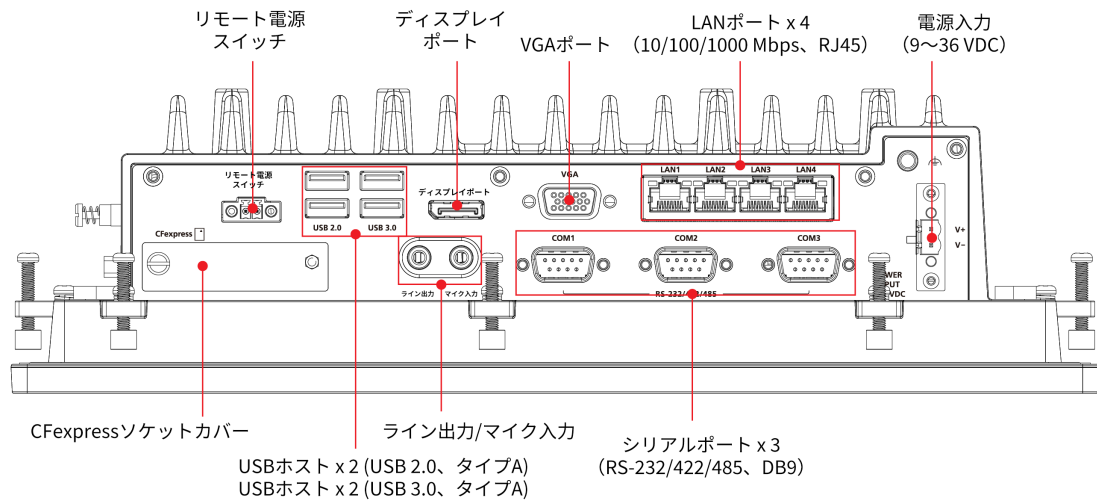 リモート電源
スイッチ
ディスプレイ
ポート
VGAポート
LANポート x 4
（10/100/1000 Mbps、RJ45）
電源入力
（9～36 VDC）
リモート電源
スイッチ
USB 2.0
USB 3.0
ディスプレイポート
VGA
LAN1
LAN2
LAN3
LAN4
CFexpress
COM1
COM2
COM3
V+
V−
ライン出力
マイク入力
VDC
CFexpressソケットカバー
ライン出力/マイク入力
シリアルポート x 3
（RS-232/422/485、DB9）
USBホスト x 2 (USB 2.0、タイプA)
USBホスト x 2 (USB 3.0、タイプA)